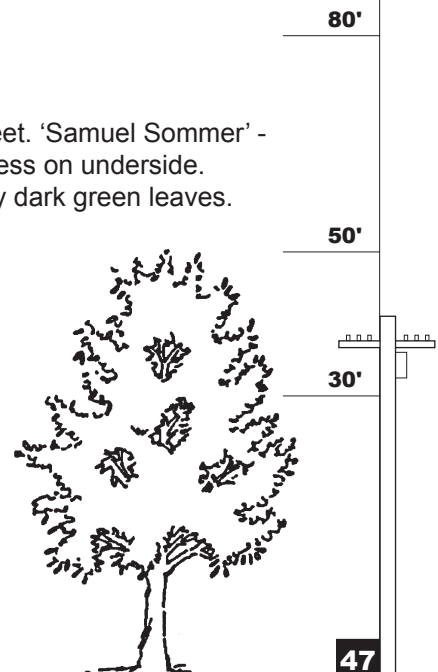 80'
eet. ‘Samuel Sommer’ -
ess on underside.
y dark green leaves.
50'
30'
47